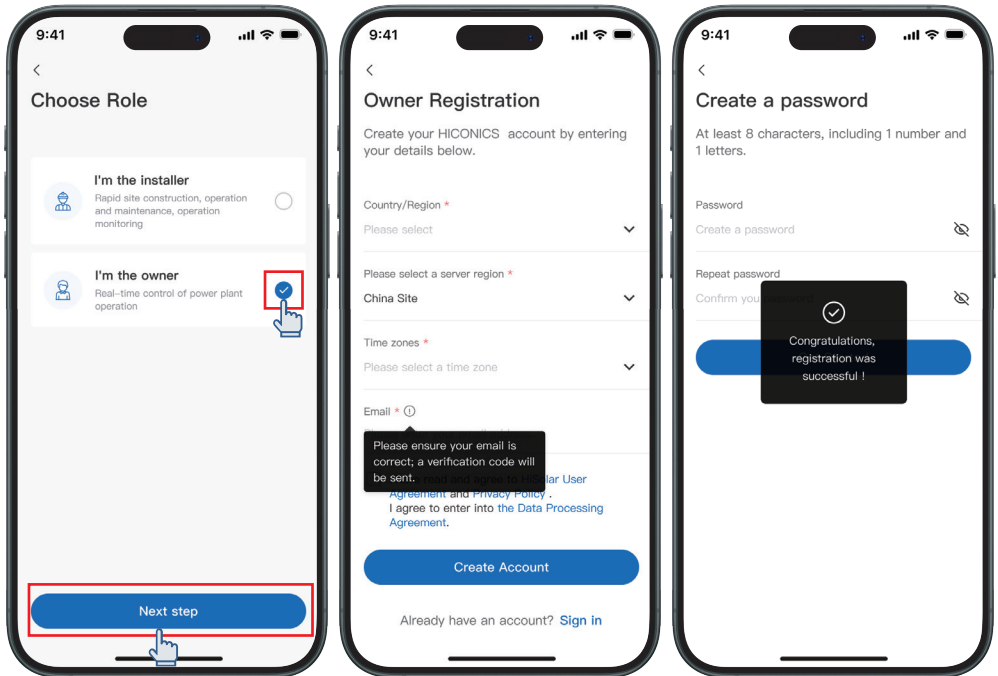 9:41
Choose Role
I'm the installer
Rapid site construction, operation
and maintenance, operation
monitoring
I'm the owner
Real-time control of power plant
operation
Next step
9:41
Owner Registration
Create your HICONICS account by entering
your details below.
Country/Region *
Please select
Please select a server region *
China Site
Time zones *
Please select a time zone
Email *
Please ensure your email is
correct; a verification code will
be sent.
read and agree to HiSolar User
Agreement and Privacy Policy .
I agree to enter into the Data Processing
Agreement.
Create Account
Already have an account? Sign in
9:41
Create a password
At least 8 characters, including 1 number and
1 letters.
Password
Create a password
Repeat password
Confirm your password
Congratulations,
registration was
successful !